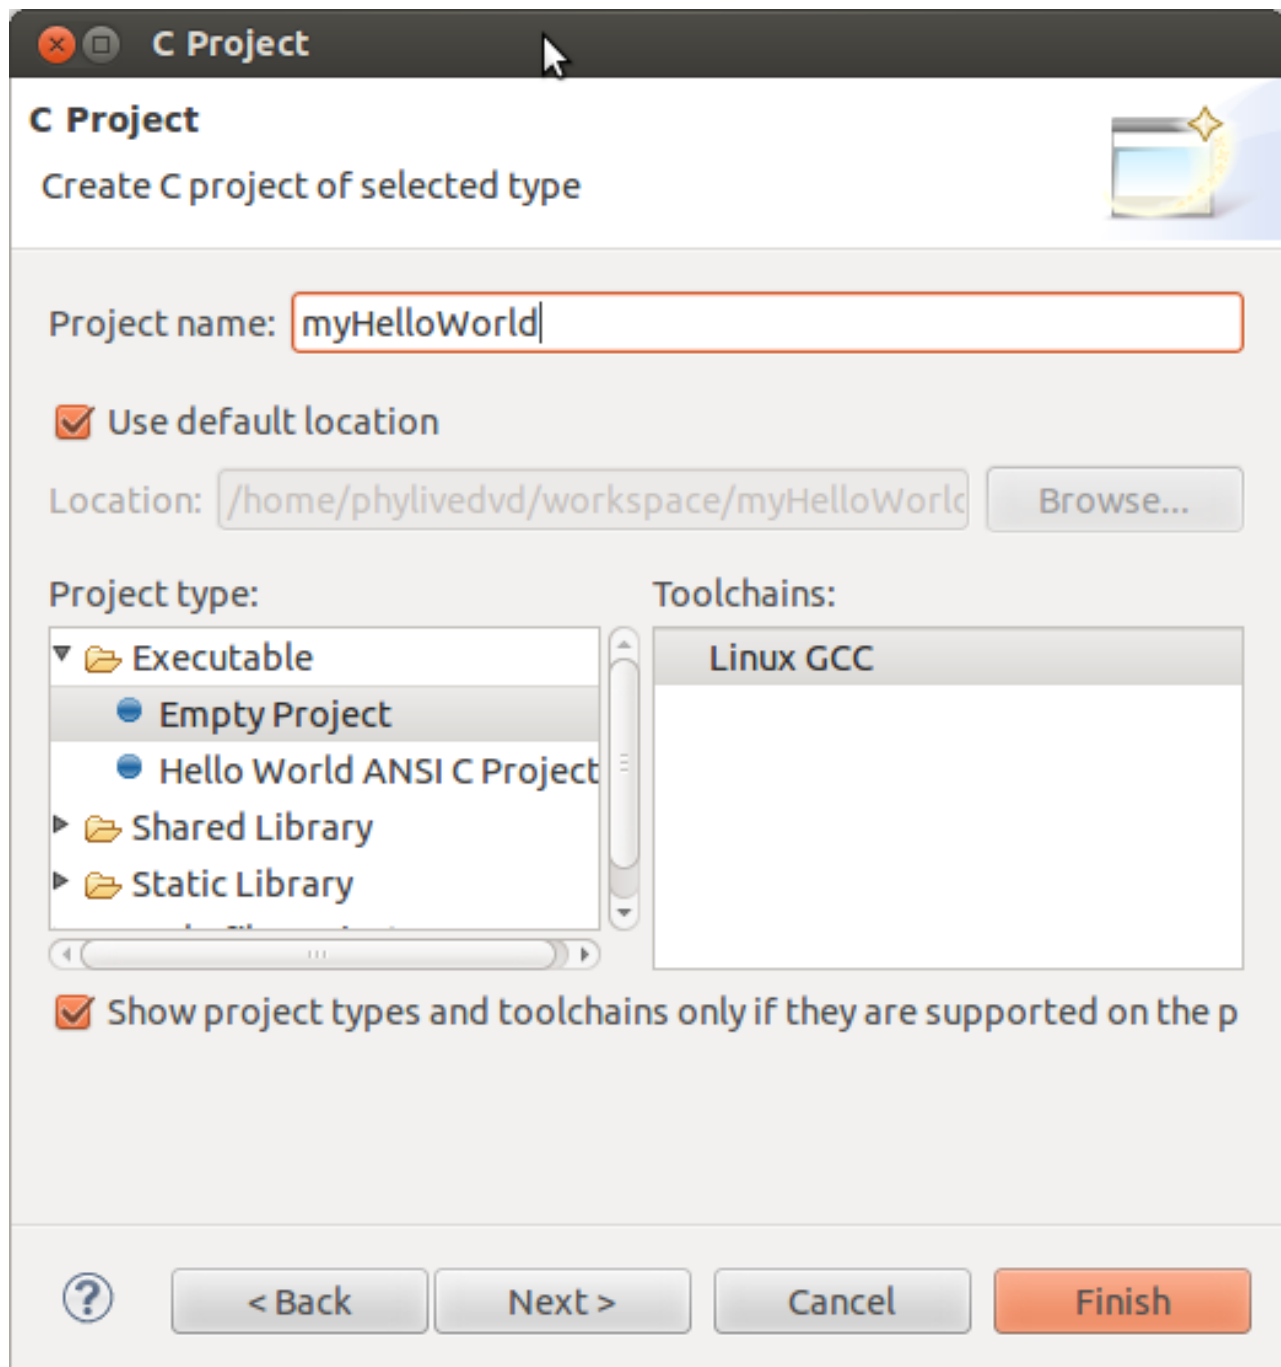 C Project
C Project
Create C project of selected type
Project name: myHelloWorld
Use default location
Location: /home/phylivedvd/workspace/myHelloWorld Browse...
Project type: Toolchains:
Executable Linux GCC
Empty Project
Hello World ANSI C Project
Shared Library
Static Library
Show project types and toolchains only if they are supported on the p
? < Back Next > Cancel Finish